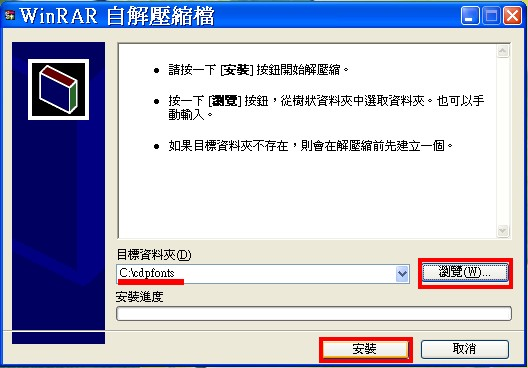 WinRAR 自解壓縮檔
● 請按一下 [安裝] 按鈕開始解壓縮。
● 按一下 [瀏覽] 按鈕，從樹狀資料夾中選取資料夾。也可以手
動輸入。
● 如果目標資料夾不存在，則會在解壓縮前先建立一個。
目標資料夾(D)
C:\cdpfonts
瀏覽(W)...
安裝進度
安裝
取消